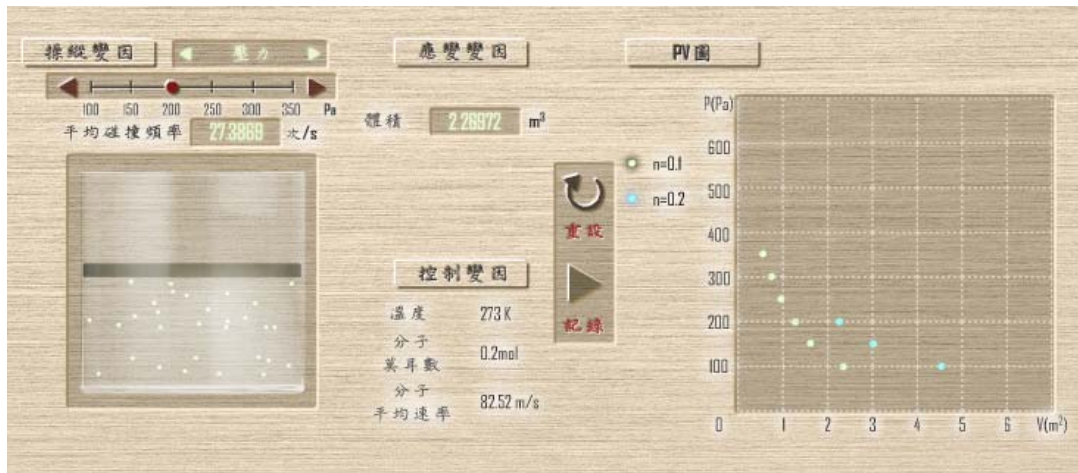 操縱變因
壓力
100 150 200 250 300 350 Pa
平均碰撞頻率 27.3869 次/s
應變變因
體積 2.26972 m³
控制變因
溫度 273 K
分子
莫耳數 0.2mol
分子
平均速率 82.52 m/s
重設
記錄
PV圖
n=0.1
n=0.2
P(Pa)
600
500
400
300
200
100
0 1 2 3 4 5 6 V(m²)